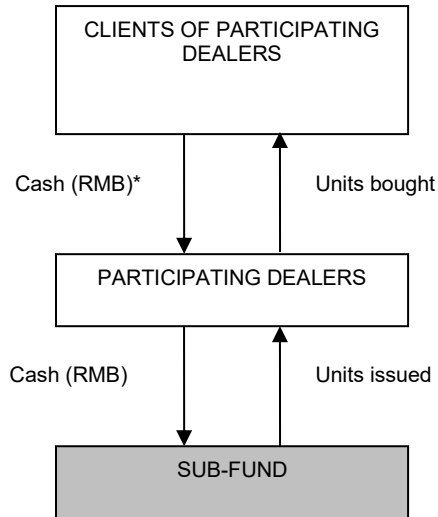 CLIENTS OF PARTICIPATING
DEALERS
Cash (RMB)*
Units bought
PARTICIPATING DEALERS
Cash (RMB)
Units issued
SUB-FUND